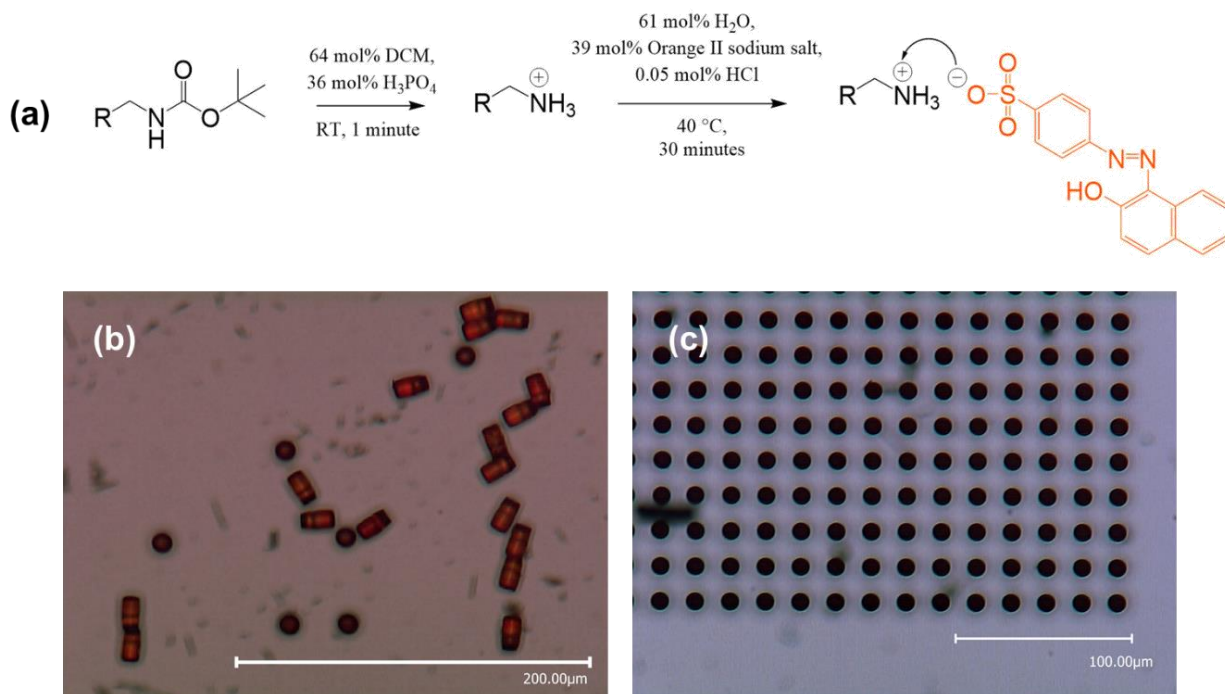 (a)
R
N
H
O
O
64 mol% DCM,
36 mol% H₃PO₄
RT, 1 minute
R
NH₃
+
61 mol% H₂O,
39 mol% Orange II sodium salt,
0.05 mol% HCl
40 °C,
30 minutes
R
NH₃
+
−
O
O
S
O
N=N
HO
(b)
200.00µm
(c)
100.00µm